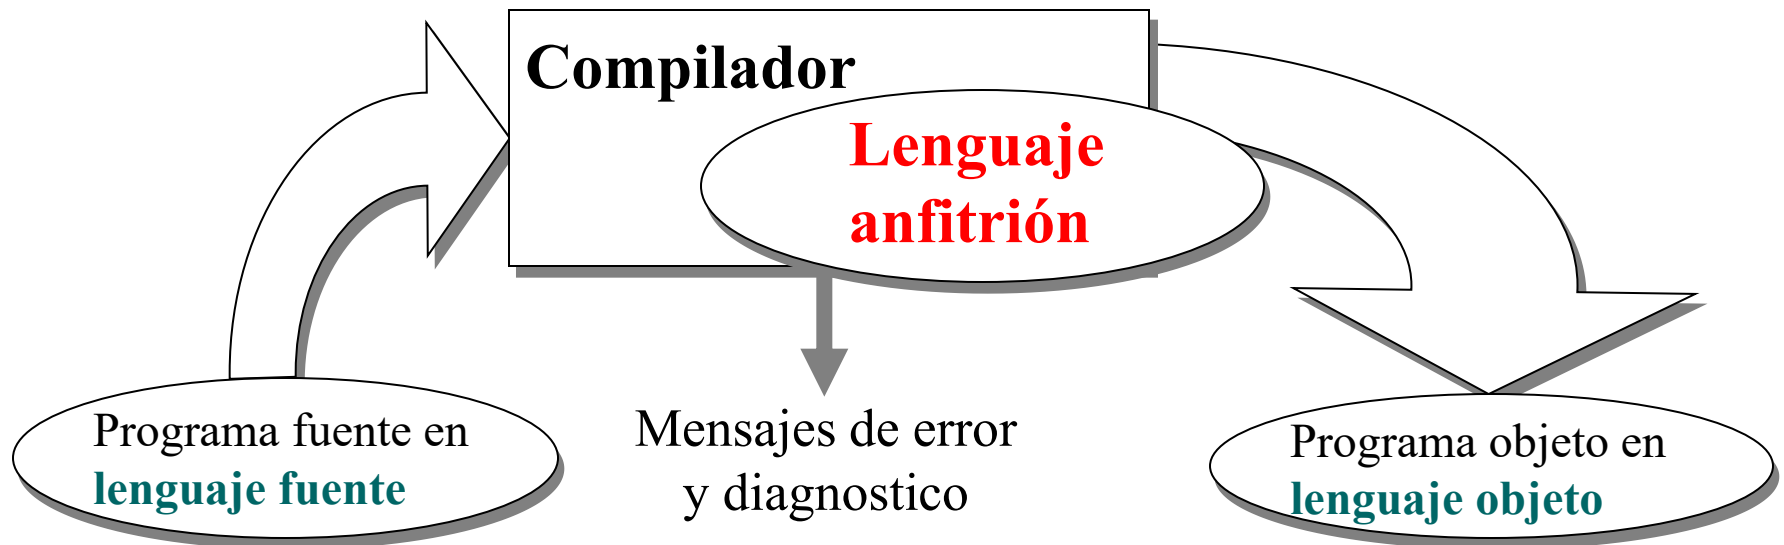 Compilador
Lenguaje
anfitrión
Programa fuente en
lenguaje fuente
Mensajes de error
y diagnostico
Programa objeto en
lenguaje objeto